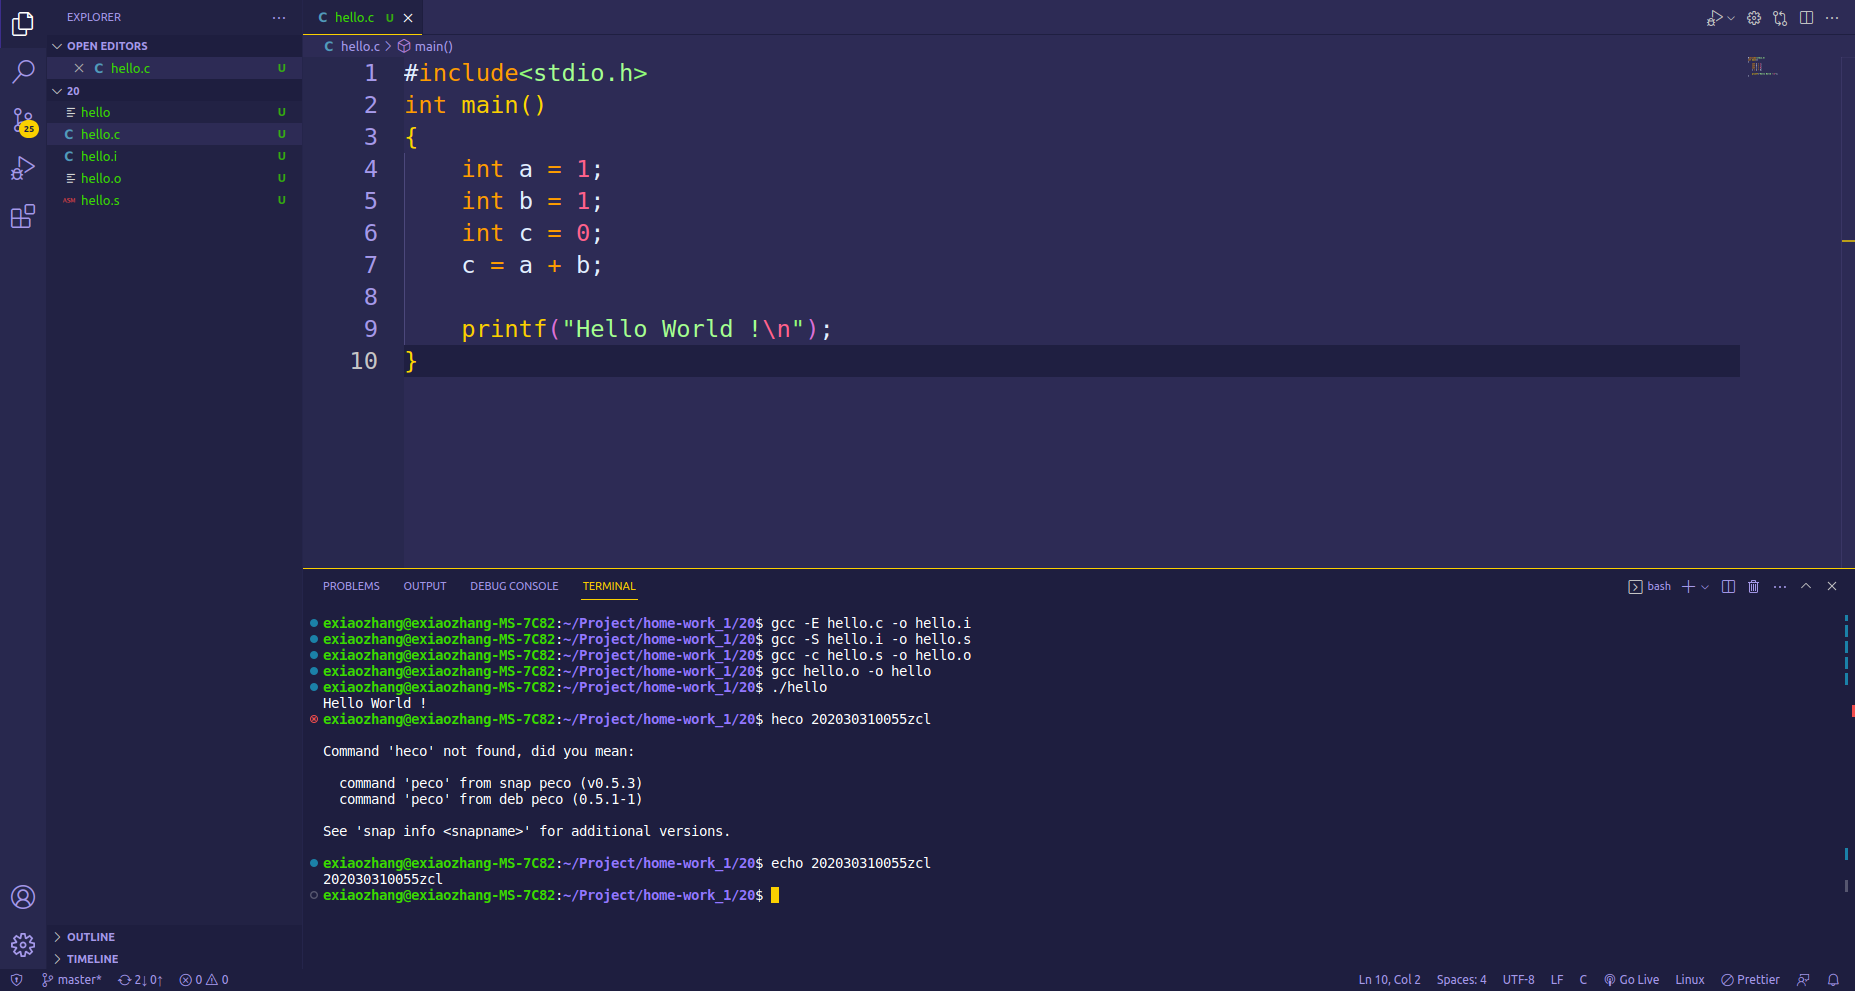 EXPLORER
OPEN EDITORS
hello.c U
20
hello U
C hello.c U
C hello.i U
hello.o U
ASM hello.s U
OUTLINE
TIMELINE
25
C hello.c U
C hello.c > main()
1 #include<stdio.h>
2 int main()
3 {
4     int a = 1;
5     int b = 1;
6     int c = 0;
7     c = a + b;
8
9     printf("Hello World !\n");
10 }
PROBLEMS OUTPUT DEBUG CONSOLE TERMINAL bash
exiaozhang@exiaozhang-MS-7C82:~/Project/home-work_1/20$ gcc -E hello.c -o hello.i
exiaozhang@exiaozhang-MS-7C82:~/Project/home-work_1/20$ gcc -S hello.i -o hello.s
exiaozhang@exiaozhang-MS-7C82:~/Project/home-work_1/20$ gcc -c hello.s -o hello.o
exiaozhang@exiaozhang-MS-7C82:~/Project/home-work_1/20$ gcc hello.o -o hello
exiaozhang@exiaozhang-MS-7C82:~/Project/home-work_1/20$ ./hello
Hello World !
exiaozhang@exiaozhang-MS-7C82:~/Project/home-work_1/20$ heco 202030310055zcl
Command 'heco' not found, did you mean:
  command 'peco' from snap peco (v0.5.3)
  command 'peco' from deb peco (0.5.1-1)
See 'snap info <snapname>' for additional versions.
exiaozhang@exiaozhang-MS-7C82:~/Project/home-work_1/20$ echo 202030310055zcl
202030310055zcl
exiaozhang@exiaozhang-MS-7C82:~/Project/home-work_1/20$
master* 2↓ 0↑ 0 0 Ln 10, Col 2 Spaces: 4 UTF-8 LF C Go Live Linux Prettier